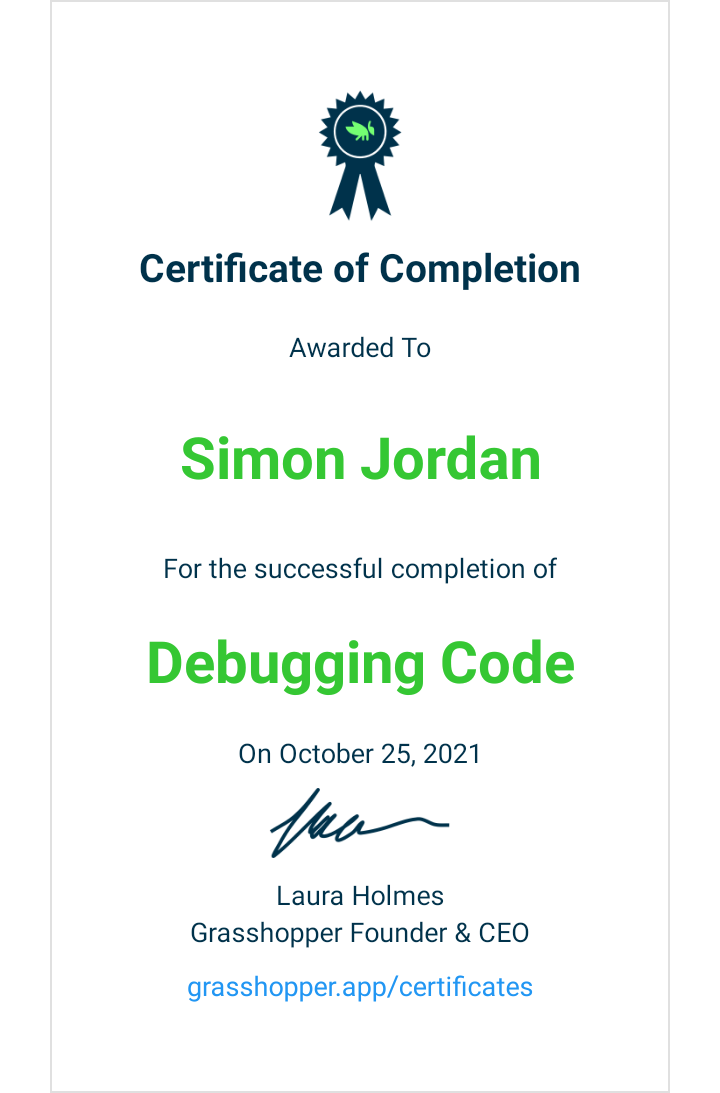 Certificate of Completion
Awarded To
Simon Jordan
For the successful completion of
Debugging Code
On October 25, 2021
Laura Holmes
Grasshopper Founder & CEO
grasshopper.app/certificates